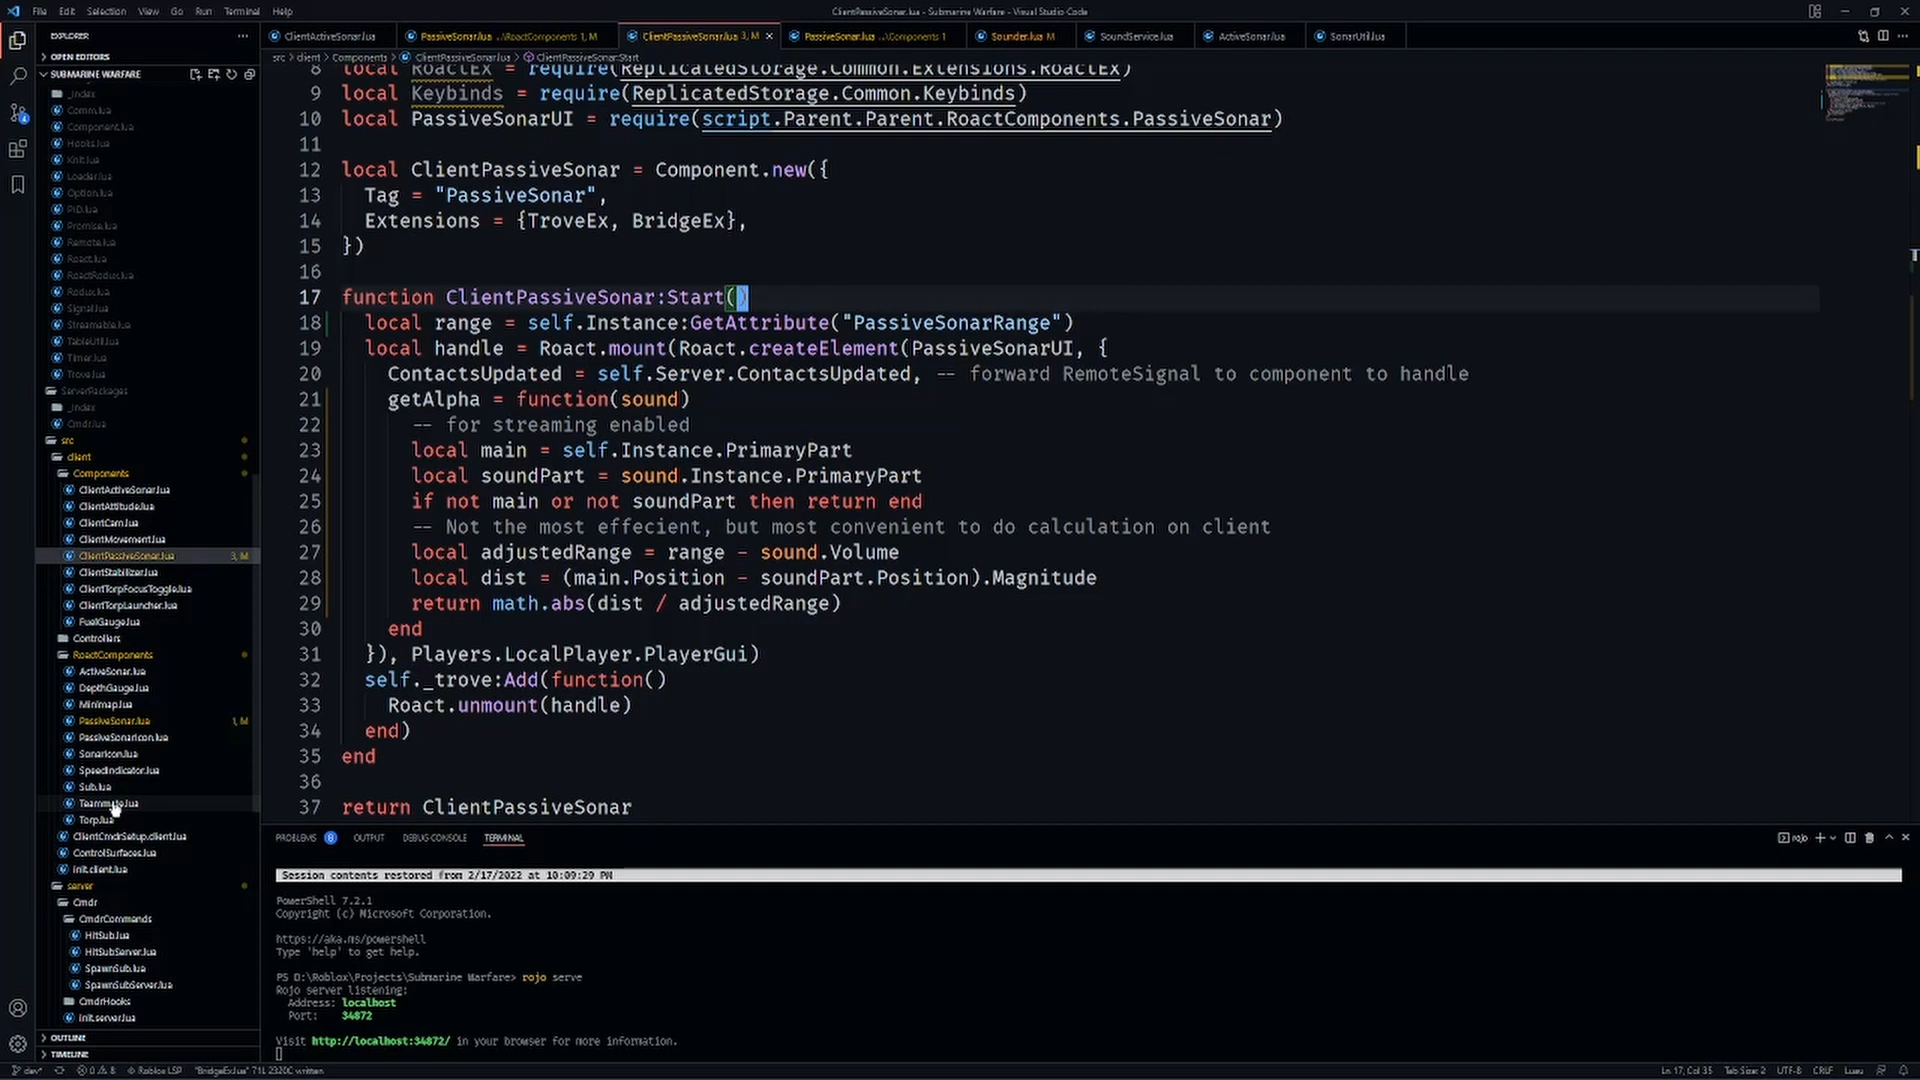 File Edit Selection View Go Run Terminal Help
ClientPassiveSonar.lua - Submarine Warfare - Visual Studio Code
EXPLORER
ClientActiveSonar.lua
PassiveSonar.lua ...\RoactComponents 1, M
ClientPassiveSonar.lua 3, M
PassiveSonar.lua ...\Components 1
Sounder.lua M
SoundService.lua
ActiveSonar.lua
SonarUtil.lua
OPEN EDITORS
src > client > Components > ClientPassiveSonar.lua > ClientPassiveSonar:Start
SUBMARINE WARFARE
_Index
Comm.lua
Component.lua
Hooks.lua
Knit.lua
Loader.lua
Option.lua
PID.lua
Promise.lua
Remote.lua
Roact.lua
RoactRodux.lua
Rodux.lua
Signal.lua
Streamable.lua
TableUtil.lua
Timer.lua
Trove.lua
ServerPackages
_Index
Cmdr.lua
src
client
Components
ClientActiveSonar.lua
ClientAttitude.lua
ClientCam.lua
ClientMovement.lua
ClientPassiveSonar.lua 3, M
ClientStabilizer.lua
ClientTorpFocusToggle.lua
ClientTorpLauncher.lua
FuelGauge.lua
Controllers
RoactComponents
ActiveSonar.lua
DepthGauge.lua
Minimap.lua
PassiveSonar.lua 1, M
PassiveSonarIcon.lua
SonarIcon.lua
SpeedIndicator.lua
Sub.lua
Teammate.lua
Torp.lua
ClientCmdrSetup.client.lua
ControlSurfaces.lua
init.client.lua
server
Cmdr
CmdrCommands
HitSub.lua
HitSubServer.lua
SpawnSub.lua
SpawnSubServer.lua
CmdrHooks
init.server.lua
OUTLINE
TIMELINE
8 local RoactEx = require(ReplicatedStorage.Common.Extensions.RoactEx)
9 local Keybinds = require(ReplicatedStorage.Common.Keybinds)
10 local PassiveSonarUI = require(script.Parent.Parent.RoactComponents.PassiveSonar)
11
12 local ClientPassiveSonar = Component.new({
13 Tag = "PassiveSonar",
14 Extensions = {TroveEx, BridgeEx},
15 })
16
17 function ClientPassiveSonar:Start()
18 local range = self.Instance:GetAttribute("PassiveSonarRange")
19 local handle = Roact.mount(Roact.createElement(PassiveSonarUI, {
20 ContactsUpdated = self.Server.ContactsUpdated, -- forward RemoteSignal to component to handle
21 getAlpha = function(sound)
22 -- for streaming enabled
23 local main = self.Instance.PrimaryPart
24 local soundPart = sound.Instance.PrimaryPart
25 if not main or not soundPart then return end
26 -- Not the most effecient, but most convenient to do calculation on client
27 local adjustedRange = range - sound.Volume
28 local dist = (main.Position - soundPart.Position).Magnitude
29 return math.abs(dist / adjustedRange)
30 end
31 }), Players.LocalPlayer.PlayerGui)
32 self._trove:Add(function()
33 Roact.unmount(handle)
34 end)
35 end
36
37 return ClientPassiveSonar
PROBLEMS 8 OUTPUT DEBUG CONSOLE TERMINAL
rojo
Session contents restored from 2/17/2022 at 10:09:29 PM
PowerShell 7.2.1
Copyright (c) Microsoft Corporation.
https://aka.ms/powershell
Type 'help' to get help.
PS D:\Roblox\Projects\Submarine Warfare> rojo serve
Rojo server listening:
Address: localhost
Port: 34872
Visit http://localhost:34872/ in your browser for more information.
dev* 0 8 Roblox LSP "BridgeEx.lua" 71L 2320C written
Ln 17, Col 35 Tab Size: 2 UTF-8 CRLF Luau